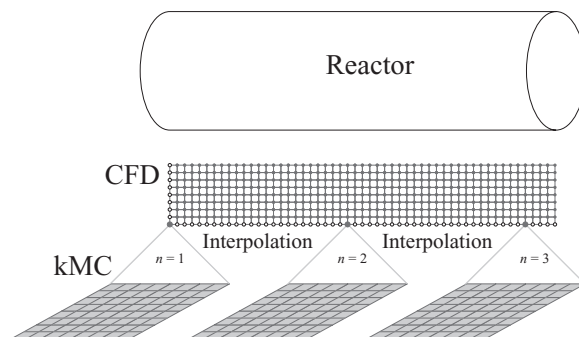 Reactor
CFD
Interpolation Interpolation
kMC
n = 1 n = 2 n = 3